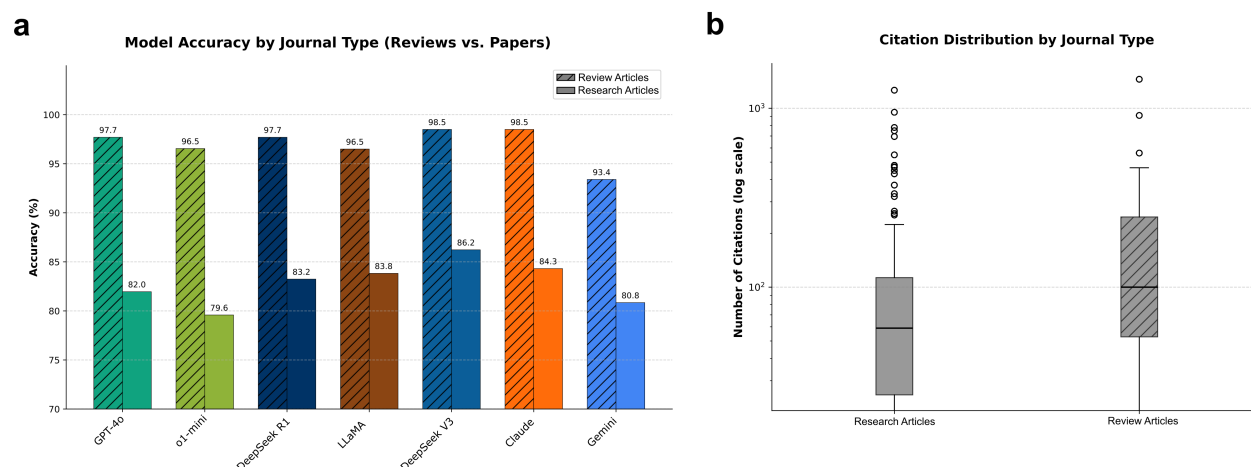 a
Model Accuracy by Journal Type (Reviews vs. Papers)
Review Articles
Research Articles
Accuracy (%)
100
95
90
85
80
75
70
97.7
82.0
96.5
79.6
97.7
83.2
96.5
83.8
98.5
86.2
98.5
84.3
93.4
80.8
GPT-4o
o1-mini
DeepSeek R1
LLaMA
DeepSeek V3
Claude
Gemini
b
Citation Distribution by Journal Type
Number of Citations (log scale)
10³
10²
Research Articles
Review Articles